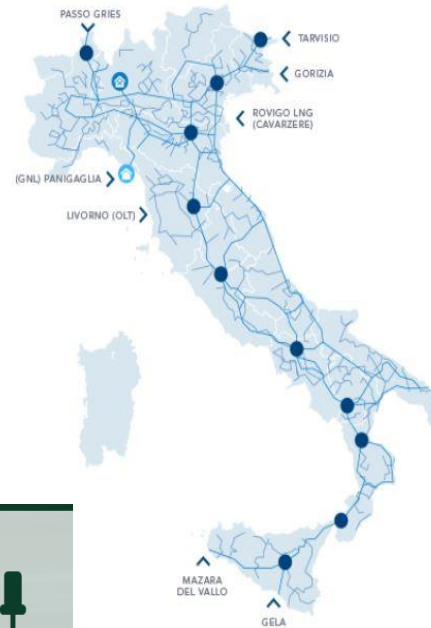 PASSO GRIES
TARVISIO
GORIZIA
ROVIGO LNG
(CAVARZERE)
(GNL) PANIGAGLIA
LIVORNO (OLT)
MAZARA
DEL VALLO
GELA